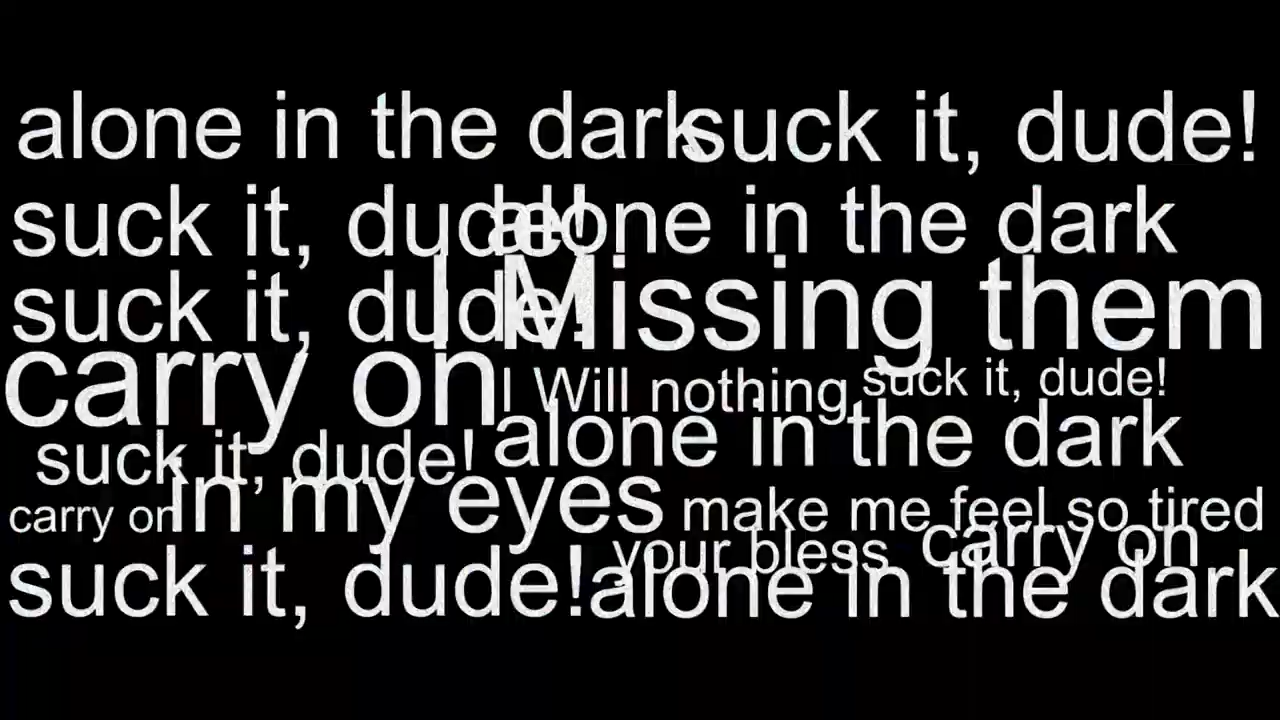 alone in the dark suck it, dude!
suck it, dude! alone in the dark
suck it, dude! I Missing them
carry on I Will nothing suck it, dude!
suck it, dude! alone in the dark
carry on In my eyes make me feel so tired
your bless carry on
suck it, dude! alone in the dark